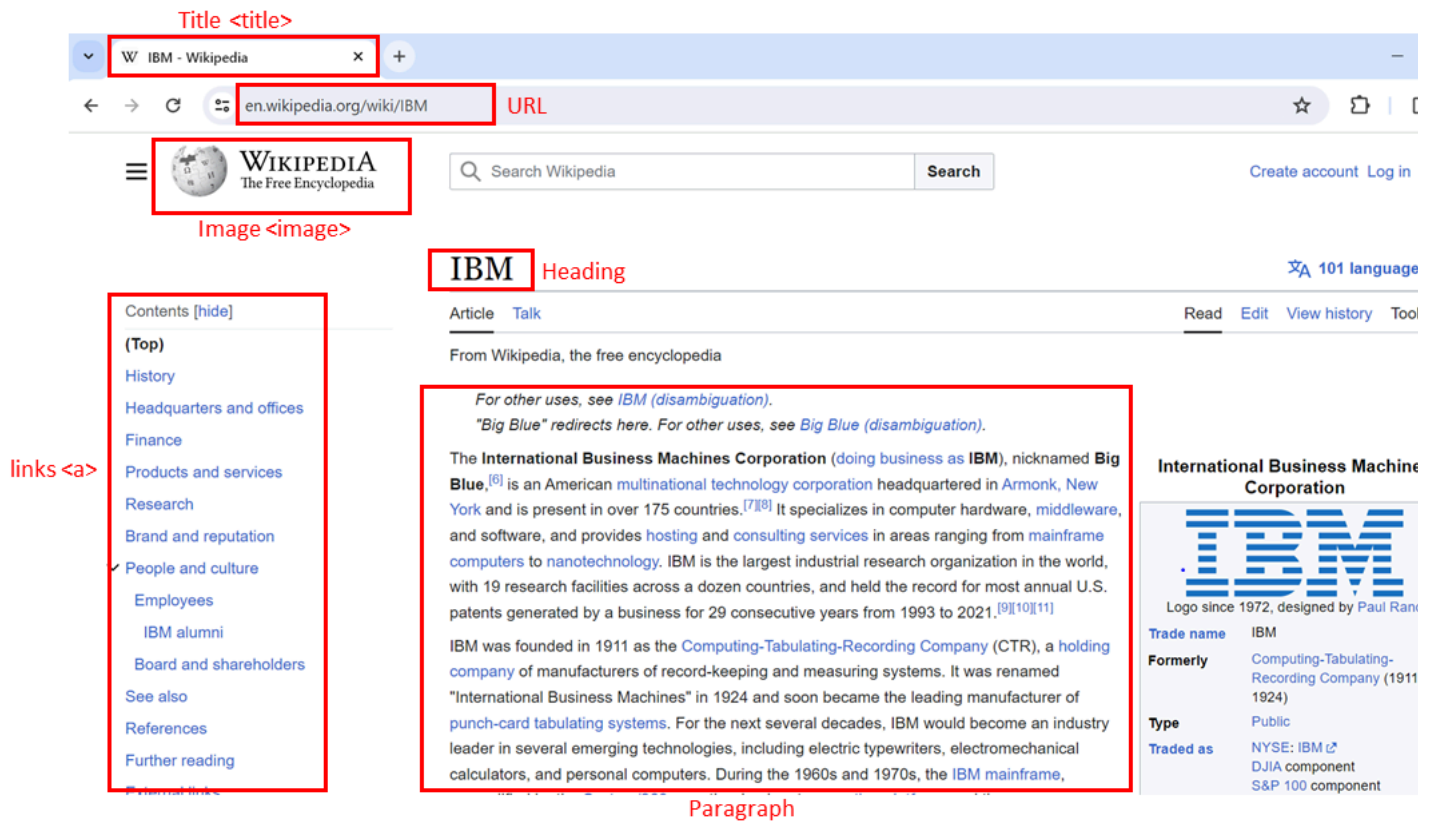 Title <title>
IBM - Wikipedia
en.wikipedia.org/wiki/IBM URL
WIKIPEDIA
The Free Encyclopedia
Search Wikipedia Search
Create account Log in
Image <image>
IBM Heading
101 language
Article Talk
Read Edit View history Tool
From Wikipedia, the free encyclopedia
links <a>
Contents [hide]
(Top)
History
Headquarters and offices
Finance
Products and services
Research
Brand and reputation
People and culture
Employees
IBM alumni
Board and shareholders
See also
References
Further reading
For other uses, see IBM (disambiguation).
"Big Blue" redirects here. For other uses, see Big Blue (disambiguation).
The International Business Machines Corporation (doing business as IBM), nicknamed Big
Blue,[6] is an American multinational technology corporation headquartered in Armonk, New
York and is present in over 175 countries.[7][8] It specializes in computer hardware, middleware,
and software, and provides hosting and consulting services in areas ranging from mainframe
computers to nanotechnology. IBM is the largest industrial research organization in the world,
with 19 research facilities across a dozen countries, and held the record for most annual U.S.
patents generated by a business for 29 consecutive years from 1993 to 2021.[9][10][11]
IBM was founded in 1911 as the Computing-Tabulating-Recording Company (CTR), a holding
company of manufacturers of record-keeping and measuring systems. It was renamed
"International Business Machines" in 1924 and soon became the leading manufacturer of
punch-card tabulating systems. For the next several decades, IBM would become an industry
leader in several emerging technologies, including electric typewriters, electromechanical
calculators, and personal computers. During the 1960s and 1970s, the IBM mainframe,
Paragraph
International Business Machine
Corporation
IBM
Logo since 1972, designed by Paul Rand
Trade name IBM
Formerly Computing-Tabulating-
Recording Company (1911
1924)
Type Public
Traded as NYSE: IBM
DJIA component
S&P 100 component